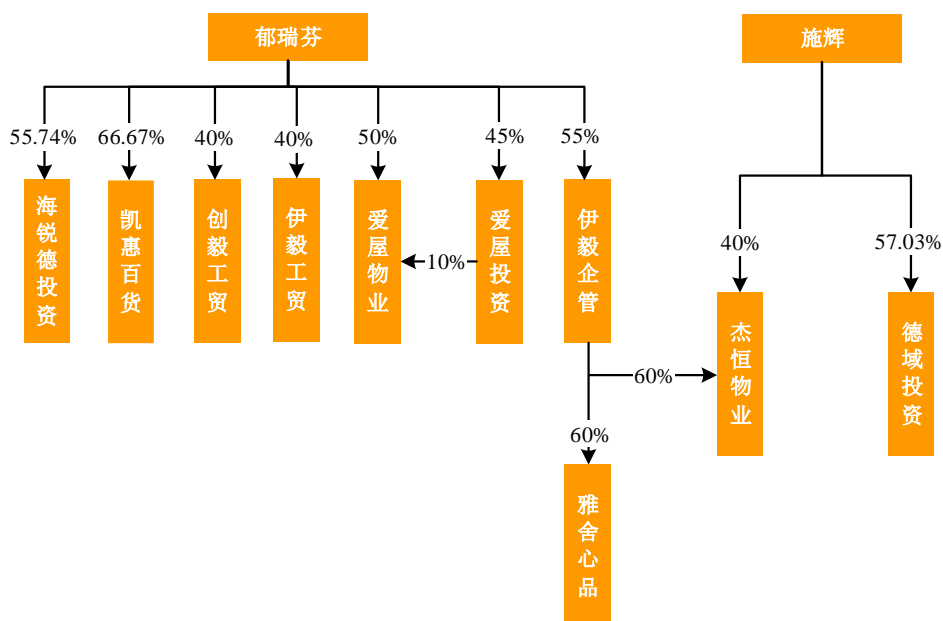 郁瑞芬
施辉
55.74%
66.67%
40%
40%
50%
45%
55%
海锐德投资
凯惠百货
创毅工贸
伊毅工贸
爱屋物业
10%
爱屋投资
伊毅企管
40%
57.03%
杰恒物业
德域投资
60%
60%
雅舍心品